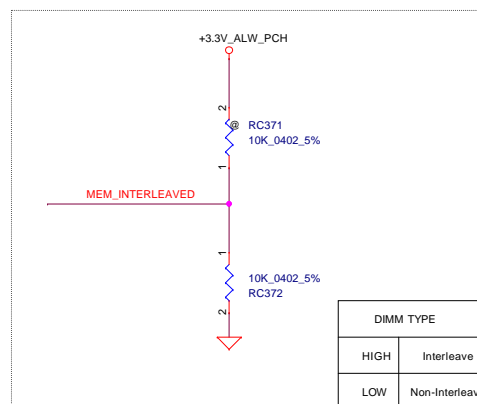 +3.3V_ALW_PCH
2
@ RC371
10K_0402_5%
1
MEM_INTERLEAVED
1
10K_0402_5%
RC372
2
DIMM TYPE
HIGH Interleave
LOW Non-Interleav